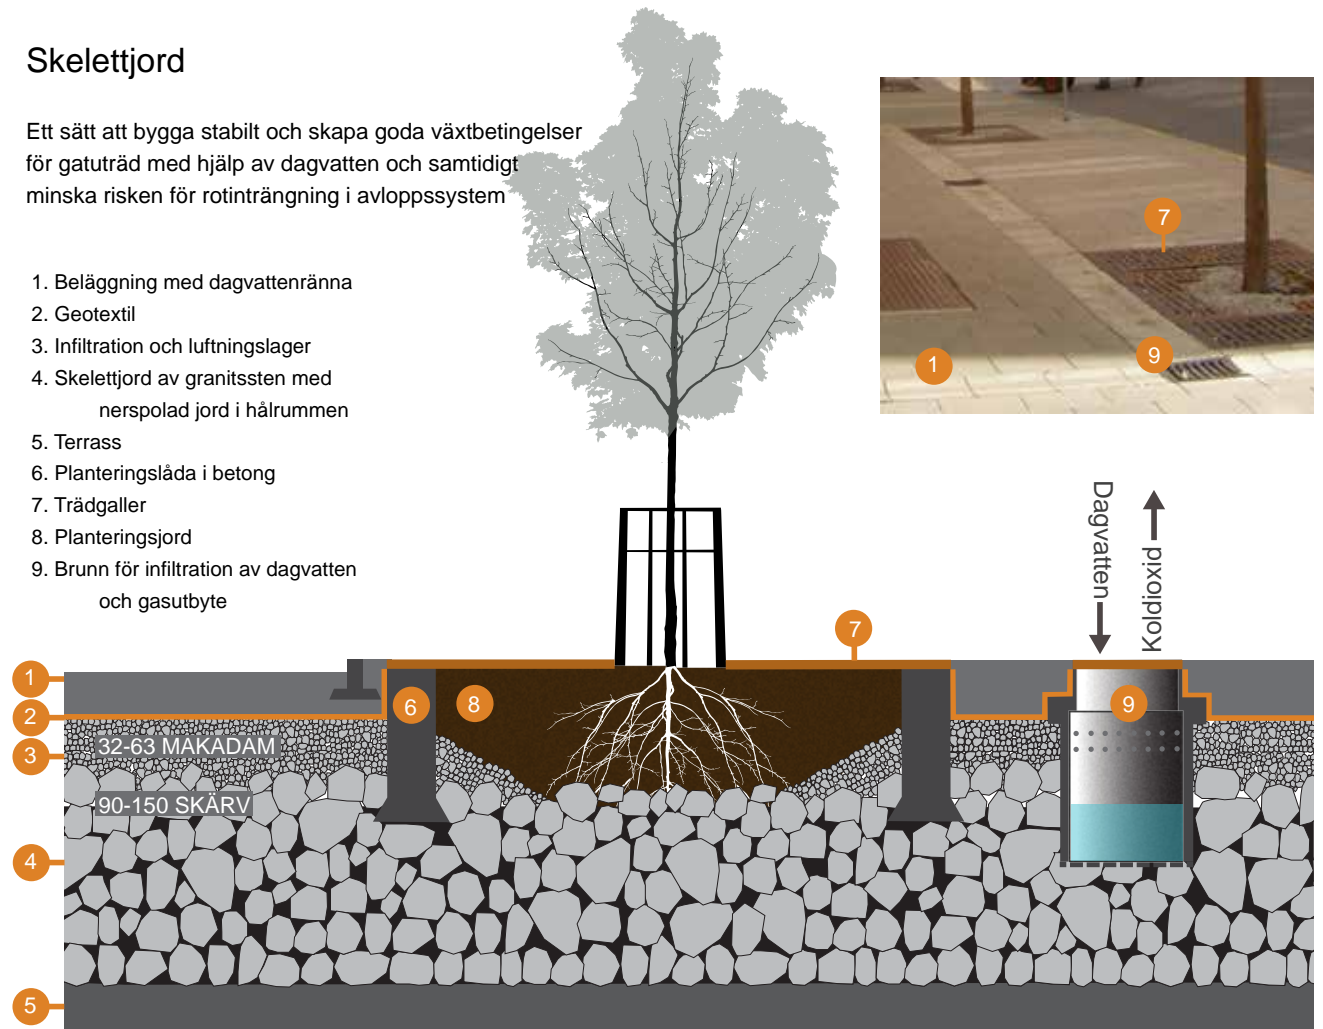 Skelettjord
Ett sätt att bygga stabilt och skapa goda växtbetingelser
för gatuträd med hjälp av dagvatten och samtidigt
minska risken för rotinträngning i avloppssystem
1. Beläggning med dagvattenränna
2. Geotextil
3. Infiltration och luftningslager
4. Skelettjord av granitssten med
nerspolad jord i hålrummen
5. Terrass
6. Planteringslåda i betong
7. Trädgaller
8. Planteringsjord
9. Brunn för infiltration av dagvatten
och gasutbyte
7
9
1
Dagvatten
Koldioxid
7
1
2
3
4
5
6
8
9
32-63 MAKADAM
90-150 SKÄRV